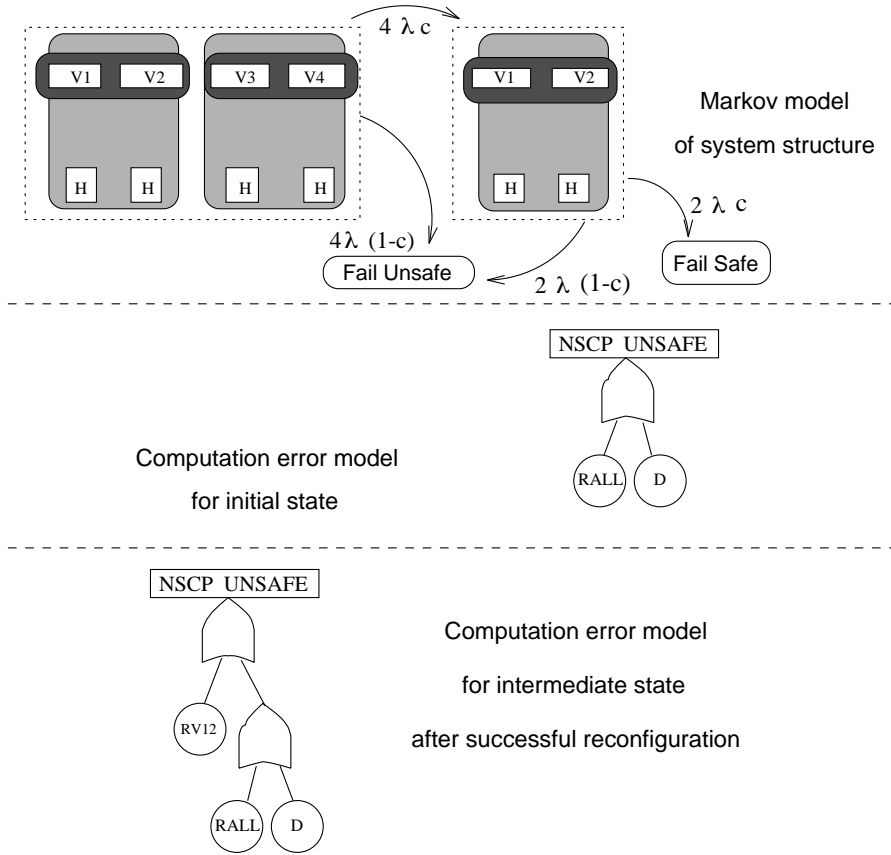 4 λ c
V1 V2 V3 V4 V1 V2
Markov model
of system structure
H H H H H H
2 λ c
4λ (1-c)
Fail Unsafe
Fail Safe
2 λ (1-c)
NSCP UNSAFE
RALL D
Computation error model
for initial state
NSCP UNSAFE
Computation error model
for intermediate state
RV12
after successful reconfiguration
RALL D